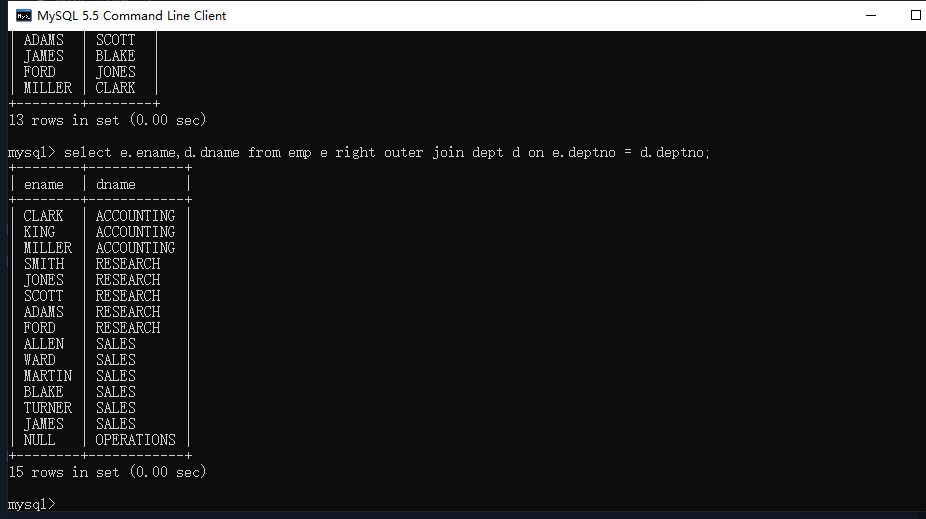 MySQL 5.5 Command Line Client
| ADAMS  | SCOTT  |
| JAMES  | BLAKE  |
| FORD   | JONES  |
| MILLER | CLARK  |
+--------+--------+
13 rows in set (0.00 sec)
mysql> select e.ename,d.dname from emp e right outer join dept d on e.deptno = d.deptno;
+--------+------------+
| ename  | dname      |
+--------+------------+
| CLARK  | ACCOUNTING |
| KING   | ACCOUNTING |
| MILLER | ACCOUNTING |
| SMITH  | RESEARCH   |
| JONES  | RESEARCH   |
| SCOTT  | RESEARCH   |
| ADAMS  | RESEARCH   |
| FORD   | RESEARCH   |
| ALLEN  | SALES      |
| WARD   | SALES      |
| MARTIN | SALES      |
| BLAKE  | SALES      |
| TURNER | SALES      |
| JAMES  | SALES      |
| NULL   | OPERATIONS |
+--------+------------+
15 rows in set (0.00 sec)
mysql>